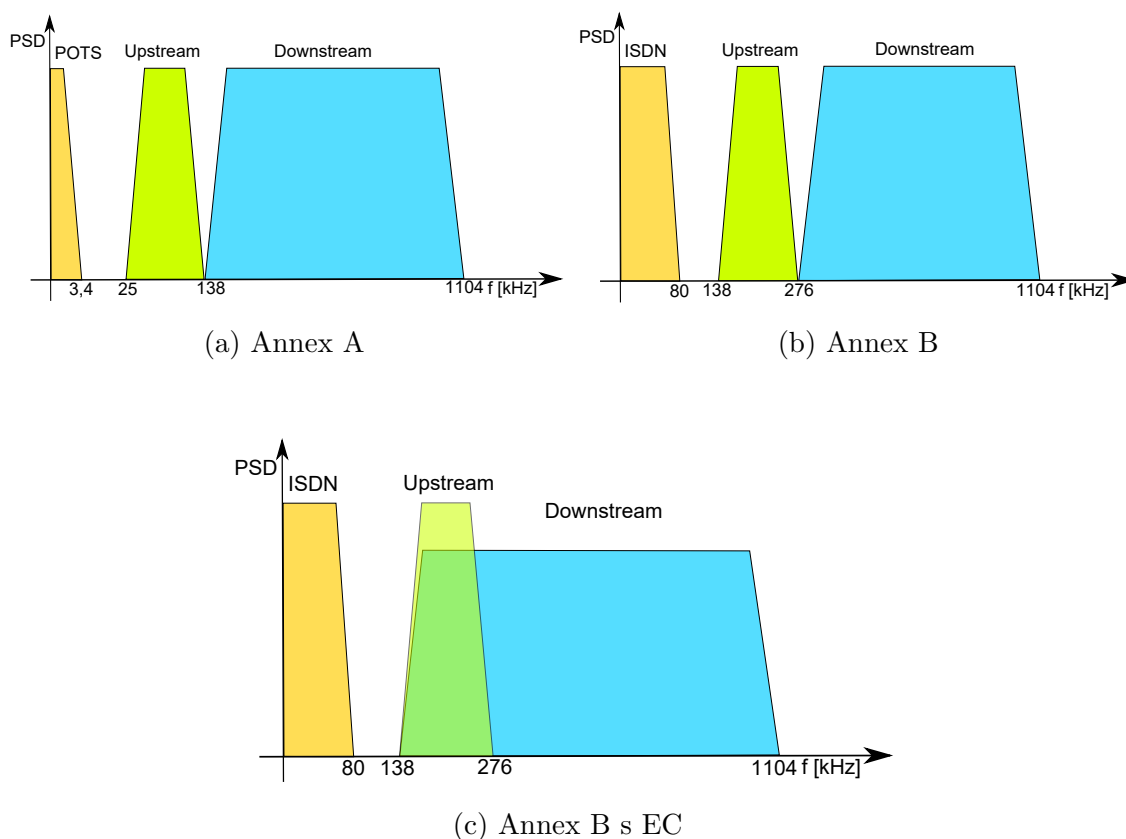 PSD POTS Upstream Downstream
3,4 25 138 1104 f [kHz]
(a) Annex A
PSD ISDN Upstream Downstream
80 138 276 1104 f [kHz]
(b) Annex B
PSD ISDN Upstream Downstream
80 138 276 1104 f [kHz]
(c) Annex B s EC